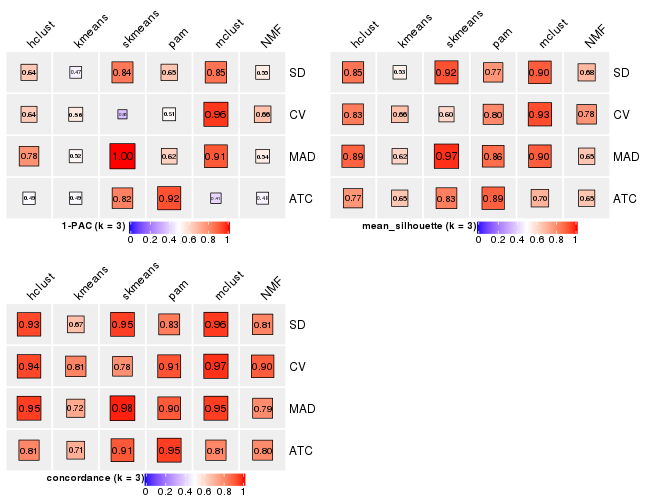 hclust kmeans skmeans pam mclust NMF
0.64 0.47 0.84 0.65 0.85 0.55 SD
0.64 0.56 0.51 0.96 0.66 CV
0.78 0.52 1.00 0.62 0.91 0.54 MAD
0.49 0.49 0.82 0.92 0.41 0.48 ATC
1-PAC (k = 3)
0 0.2 0.4 0.6 0.8 1
hclust kmeans skmeans pam mclust NMF
0.85 0.53 0.92 0.77 0.90 0.68 SD
0.83 0.66 0.60 0.80 0.93 0.78 CV
0.89 0.62 0.97 0.86 0.90 0.65 MAD
0.77 0.65 0.83 0.89 0.70 0.65 ATC
mean_silhouette (k = 3)
0 0.2 0.4 0.6 0.8 1
hclust kmeans skmeans pam mclust NMF
0.93 0.67 0.95 0.83 0.96 0.81 SD
0.94 0.81 0.78 0.91 0.97 0.90 CV
0.95 0.72 0.98 0.90 0.95 0.79 MAD
0.81 0.71 0.91 0.95 0.81 0.80 ATC
concordance (k = 3)
0 0.2 0.4 0.6 0.8 1